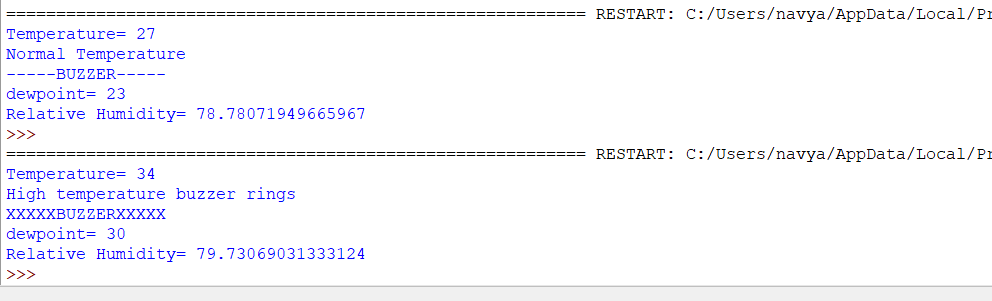 ========================================================== RESTART: C:/Users/navya/AppData/Local/Pr
Temperature= 27
Normal Temperature
-----BUZZER-----
dewpoint= 23
Relative Humidity= 78.78071949665967
>>>
========================================================== RESTART: C:/Users/navya/AppData/Local/Pr
Temperature= 34
High temperature buzzer rings
XXXXXBUZZERXXXXX
dewpoint= 30
Relative Humidity= 79.73069031333124
>>>